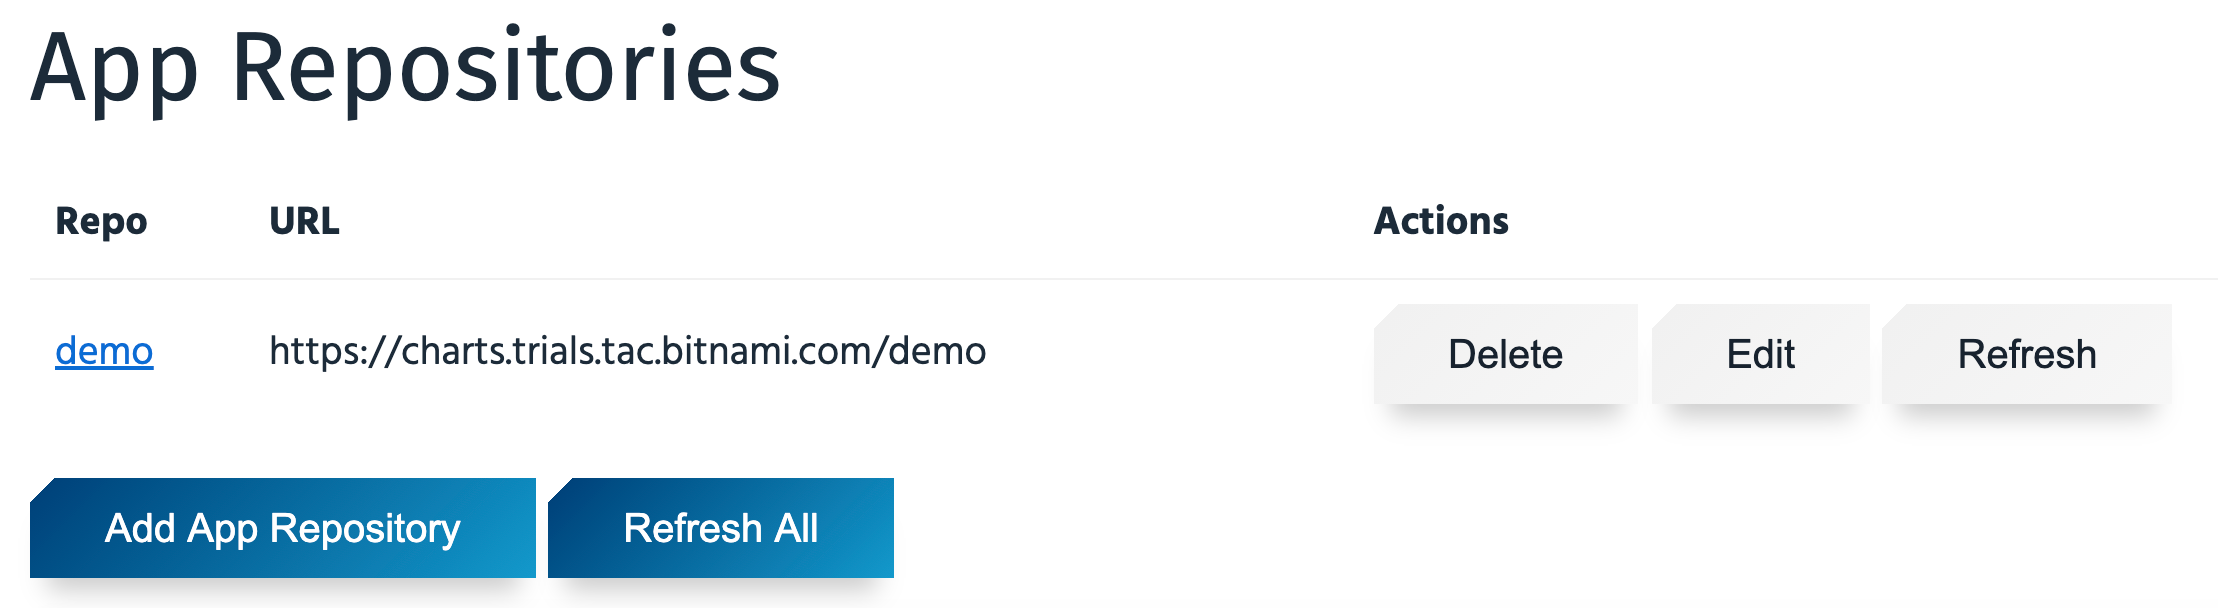 App Repositories
Repo URL Actions
demo https://charts.trials.tac.bitnami.com/demo Delete Edit Refresh
Add App Repository Refresh All